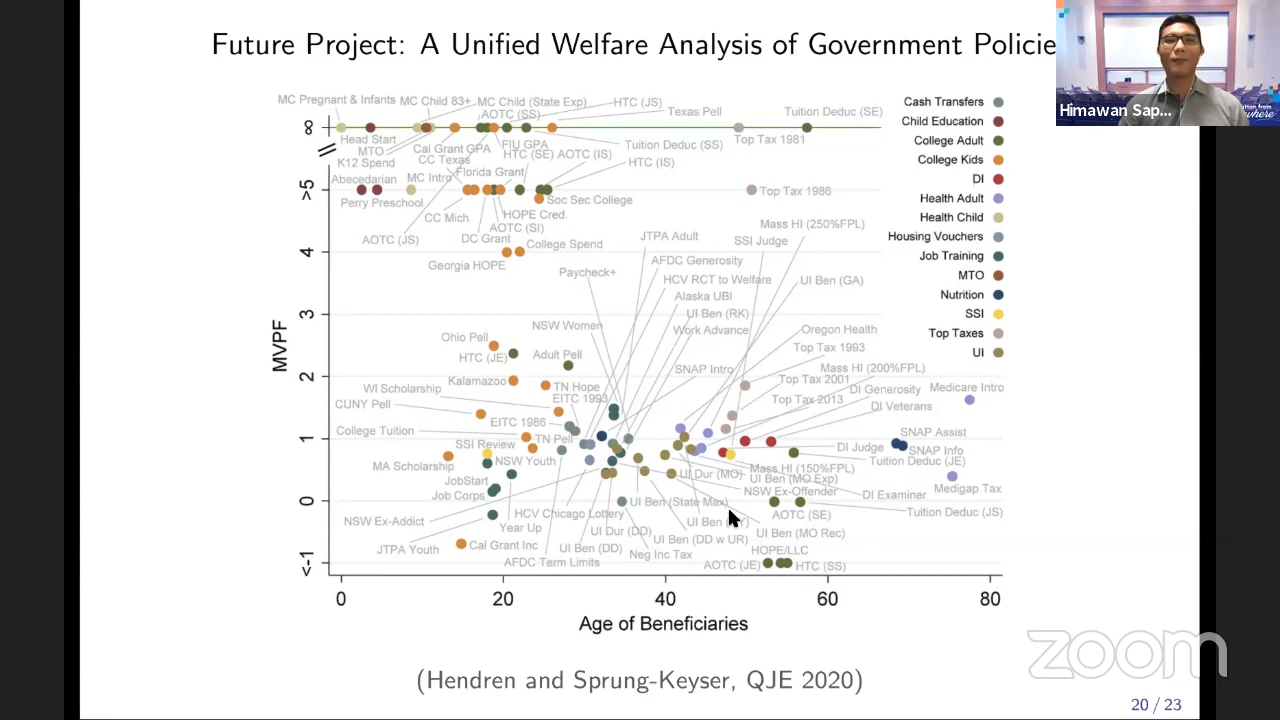 Future Project: A Unified Welfare Analysis of Government Policie
Himawan Sap...
MC Pregnant & Infants
MC Child 83+
MC Child (State Exp)
HTC (JS)
AOTC (SS)
Texas Pell
Tuition Deduc (SE)
8
Head Start
MTO
Cal Grant GPA
FIU GPA
Tuition Deduc (SS)
Top Tax 1981
K12 Spend
CC Texas
HTC (SE)
AOTC (IS)
HTC (IS)
Abecedarian
MC Intro
Florida Grant
>5
Top Tax 1986
Perry Preschool
Soc Sec College
CC Mich
HOPE Cred.
AOTC (SI)
Mass HI (250%FPL)
AOTC (JS)
DC Grant
College Spend
JTPA Adult
SSI Judge
4
Georgia HOPE
Paycheck+
AFDC Generosity
HCV RCT to Welfare
UI Ben (GA)
Alaska UBI
3
UI Ben (RK)
NSW Women
Work Advance
Oregon Health
Ohio Pell
HTC (JE)
Adult Pell
Top Tax 1993
SNAP Intro
Mass HI (200%FPL)
2
Kalamazoo
TN Hope
Top Tax 2001
DI Generosity
Medicare Intro
WI Scholarship
EITC 1993
Top Tax 2013
DI Veterans
CUNY Pell
EITC 1986
College Tuition
1
SSI Review
TN Pell
SNAP Assist
DI Judge
SNAP Info
MA Scholarship
NSW Youth
Mass HI (150%FPL)
Tuition Deduc (JE)
UI Dur (MO)
UI Ben (MO Exp)
JobStart
Job Corps
NSW Ex-Offender
DI Examiner
Medigap Tax
0
UI Ben (State Max)
HCV Chicago Lottery
AOTC (SE)
Tuition Deduc (JS)
NSW Ex-Addict
Year Up
UI Dur (DD)
UI Ben
UI Ben (MO Rec)
JTPA Youth
Cal Grant Inc
UI Ben (DD)
UI Ben (DD w UR)
Neg Inc Tax
HOPE/LLC
AFDC Term Limits
<-1
AOTC (JE)
HTC (SS)
MVPF
0 20 40 60 80
Age of Beneficiaries
Cash Transfers
Child Education
College Adult
College Kids
DI
Health Adult
Health Child
Housing Vouchers
Job Training
MTO
Nutrition
SSI
Top Taxes
UI
(Hendren and Sprung-Keyser, QJE 2020)
zoom
20 / 23